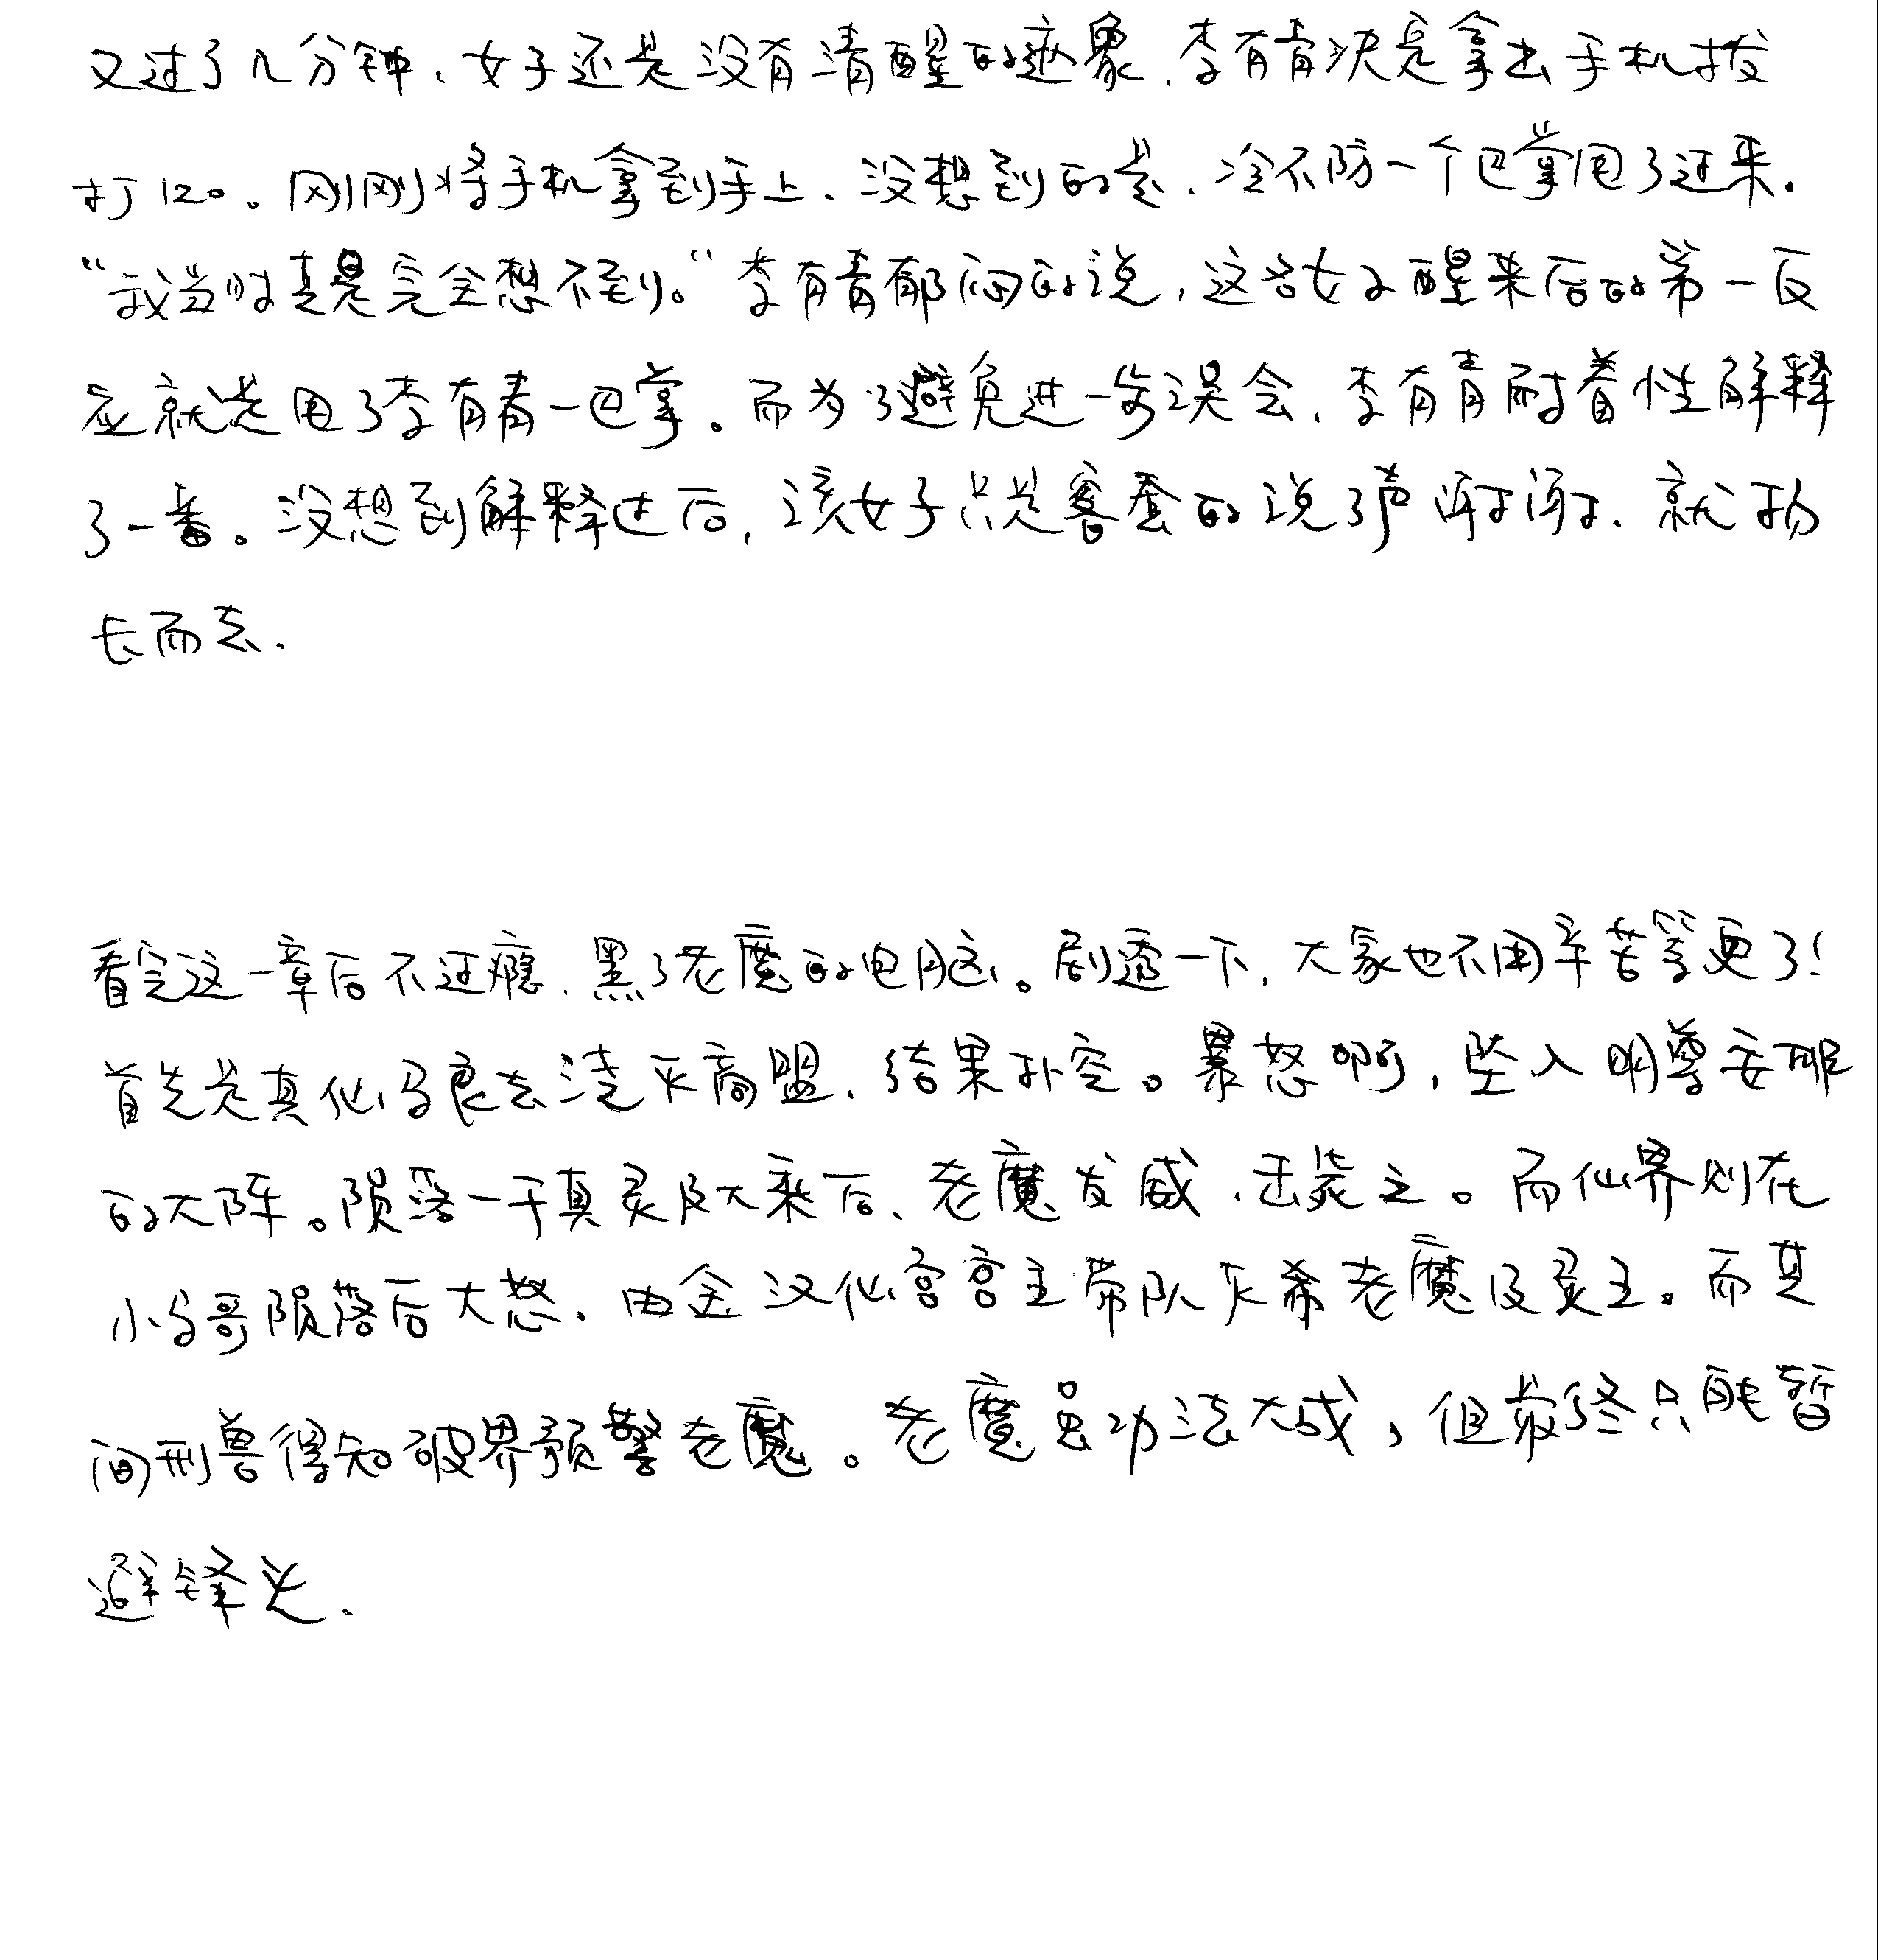 又过了几分钟、女子还是没有清醒的迹象,李有青决定拿出手机拨
打120。刚刚将手机拿到手上、没想到的是,冷不防一个巴掌甩了过来.
“我当时真是完全想不到。“李有青郁闷的说,这名女子醒来后的第一反
应就是甩了李有青一巴掌。而为了避免进一步误会,李有青耐着性解释
了一番。没想到解释过后,该女子只是客套的说了声谢谢、就扬
长而去.
看完这一章后不过瘾,黑了老魔的电脑。剧透一下,大家也不用辛苦等更了!
首先是真仙马良去浇灭商盟,结果扑空。暴怒啊,坠入明尊安排
的大阵。陨落一干真灵及大乘后、老魔发威,击毙之。而仙界则在
小马哥陨落后大怒.由金汉仙宫宫主带队灭杀老魔及灵王。而其
间刑兽得知破界预警老魔。老魔虽功法大成,但最终只能暂
避锋芒.